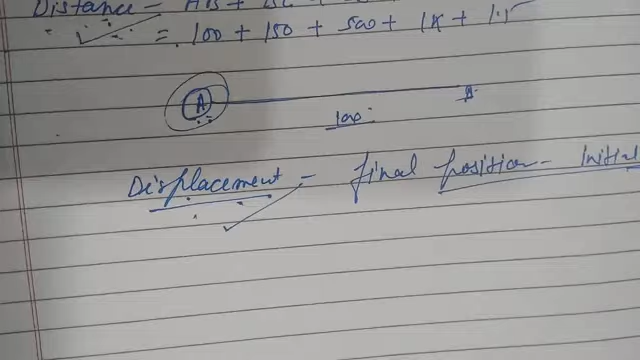 Distance - AB + BC +
= 100 + 150 + 500 + 1K + 1.5
A B
100
Displacement - final position - Initial